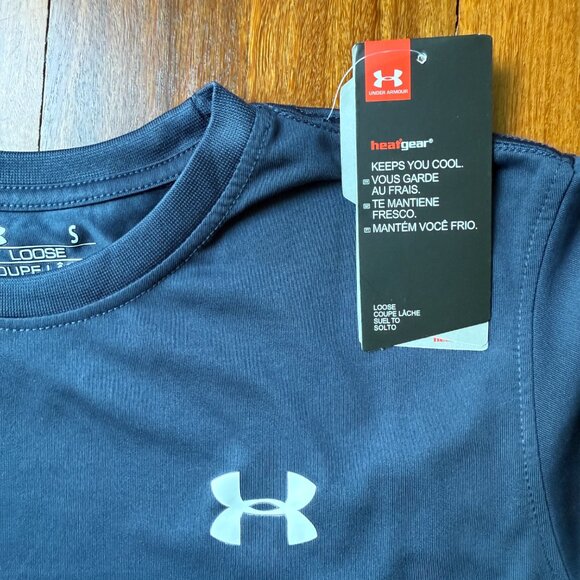 UNDER ARMOUR
heatgear®
KEEPS YOU COOL.
VOUS GARDE
AU FRAIS.
TE MANTIENE
FRESCO.
MANTÉM VOCÊ FRIO.
LOOSE
COUPE LÂCHE
SUELTO
SOLTO
S
LOOSE